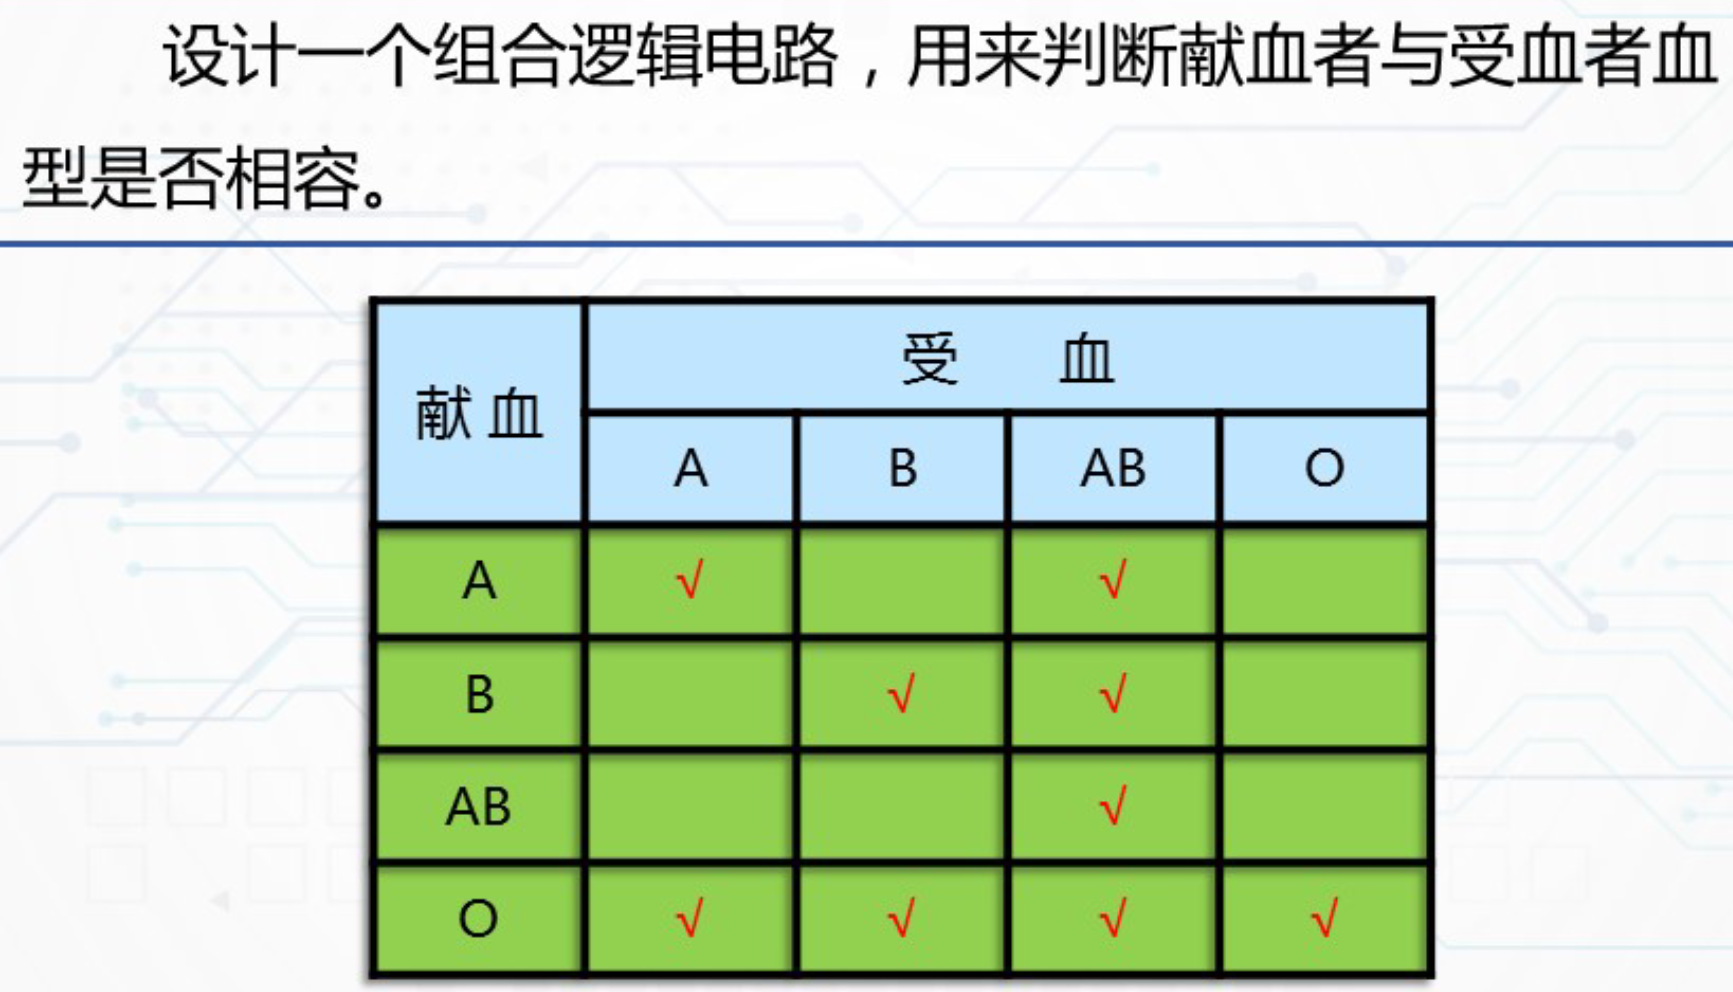 设计一个组合逻辑电路，用来判断献血者与受血者血
型是否相容。
献血 受 血
A B AB O
A √ √
B √ √
AB √
O √ √ √ √